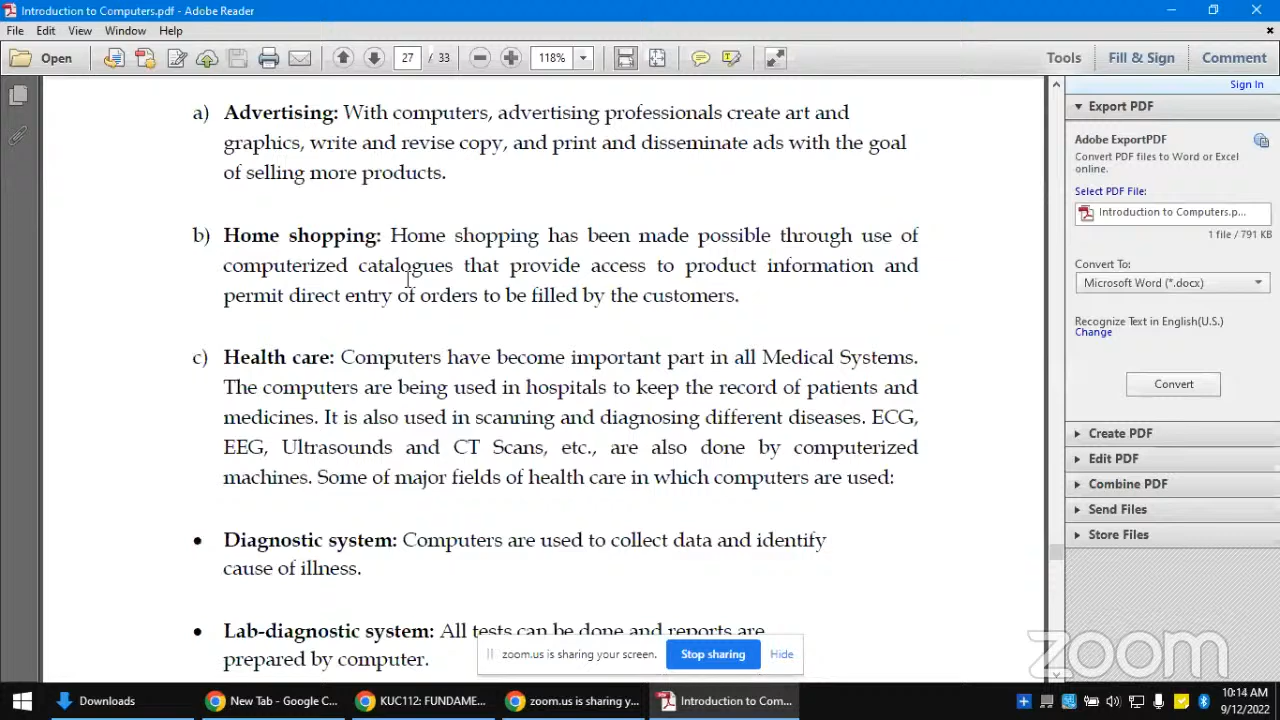 Introduction to Computers.pdf - Adobe Reader
File Edit View Window Help
Open 27 / 33 118% Tools Fill & Sign Comment
Sign In
a) Advertising: With computers, advertising professionals create art and
graphics, write and revise copy, and print and disseminate ads with the goal
of selling more products.
b) Home shopping: Home shopping has been made possible through use of
computerized catalogues that provide access to product information and
permit direct entry of orders to be filled by the customers.
c) Health care: Computers have become important part in all Medical Systems.
The computers are being used in hospitals to keep the record of patients and
medicines. It is also used in scanning and diagnosing different diseases. ECG,
EEG, Ultrasounds and CT Scans, etc., are also done by computerized
machines. Some of major fields of health care in which computers are used:
• Diagnostic system: Computers are used to collect data and identify
cause of illness.
• Lab-diagnostic system: All tests can be done and reports are
prepared by computer.
Export PDF
Adobe ExportPDF
Convert PDF files to Word or Excel
online.
Select PDF File:
Introduction to Computers.p...
1 file / 791 KB
Convert To:
Microsoft Word (*.docx)
Recognize Text in English(U.S.)
Change
Convert
Create PDF
Edit PDF
Combine PDF
Send Files
Store Files
zoom.us is sharing your screen. Stop sharing Hide
zoom
Downloads New Tab - Google C... KUC112: FUNDAME... zoom.us is sharing y... Introduction to Com...
10:14 AM
9/12/2022